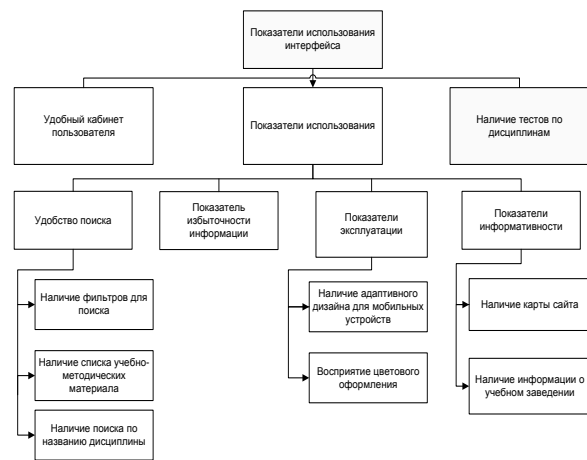 Показатели использования
интерфейса
Удобный кабинет
пользователя
Показатели использования
Наличие тестов по
дисциплинам
Удобство поиска
Показатель
избыточности
информации
Показатели
эксплуатации
Показатели
информативности
Наличие фильтров для
поиска
Наличие адаптивного
дизайна для мобильных
устройств
Наличие карты сайта
Наличие списка учебно-
методических
материала
Восприятие цветового
оформления
Наличие информации о
учебном заведении
Наличие поиска по
названию дисциплины